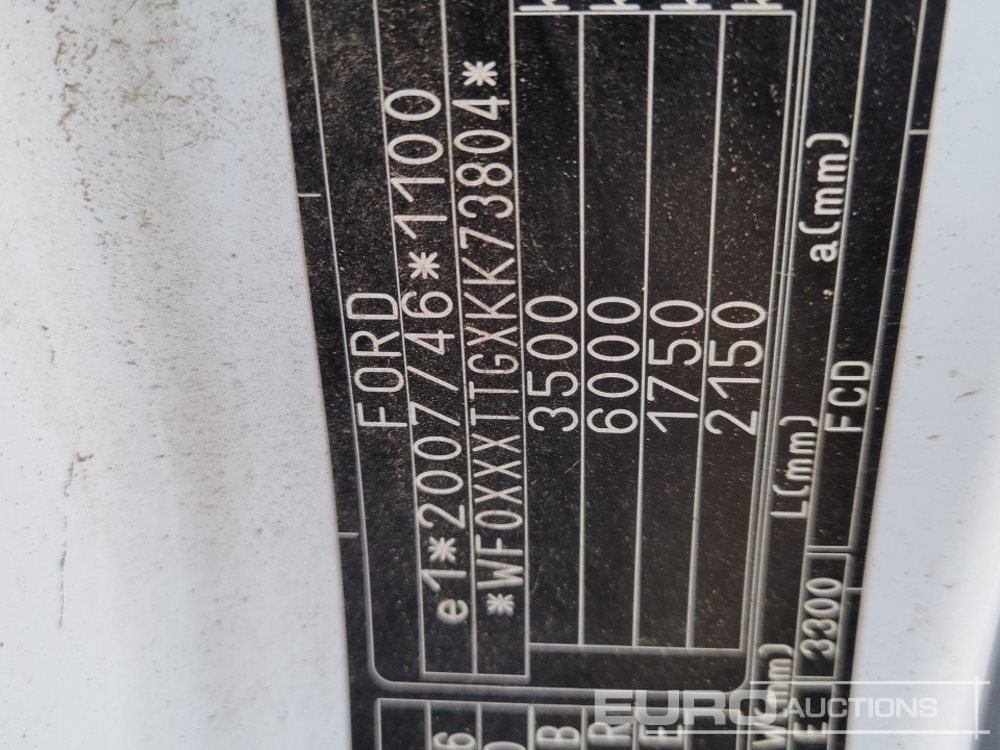 FORD
e1*2007/46*1100
*WF0XXXTTGXKK73804*
3500
6000
1750
2150
L(mm) a(mm)
3300 FCD
EURO AUCTIONS